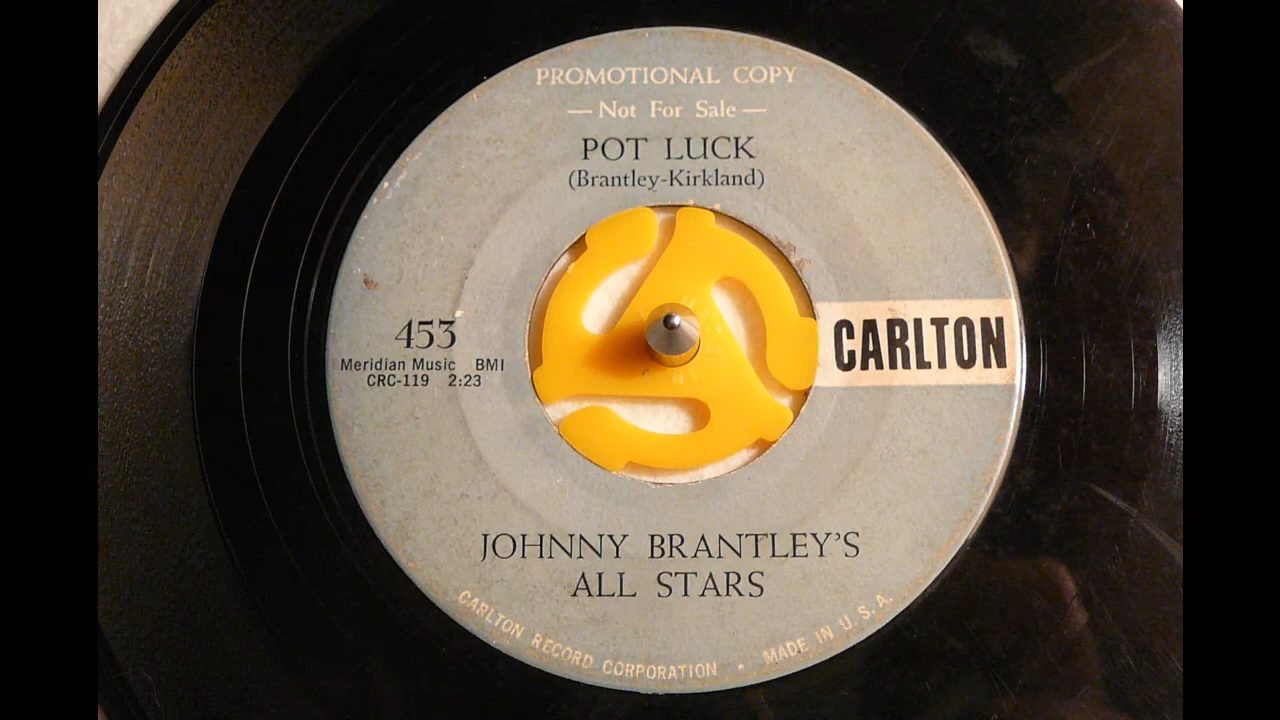 PROMOTIONAL COPY
— Not For Sale —
POT LUCK
(Brantley-Kirkland)
453
Meridian Music BMI
CRC-119 2:23
CARLTON
JOHNNY BRANTLEY'S
ALL STARS
CARLTON RECORD CORPORATION • MADE IN U. S. A.